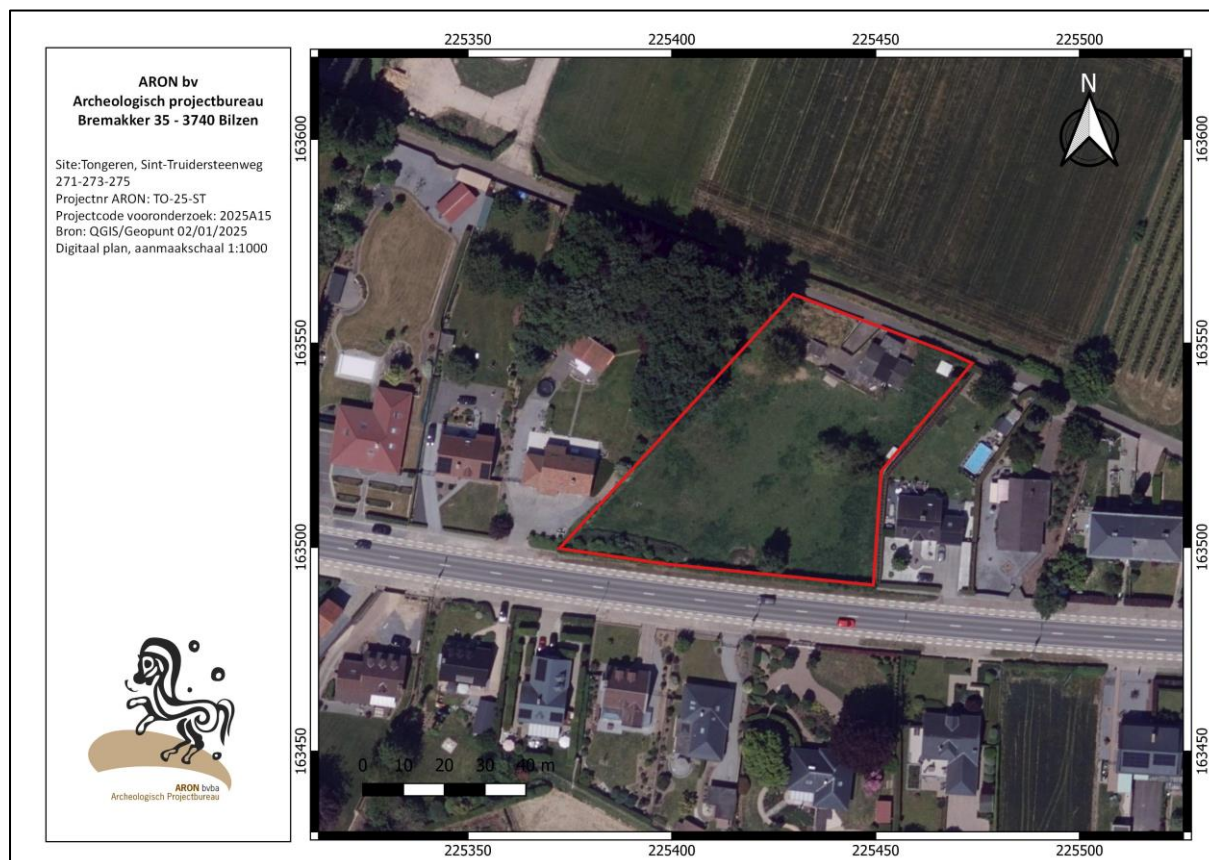 ARON bv
Archeologisch projectbureau
Bremakker 35 - 3740 Bilzen
Site:Tongeren, Sint-Truidersteenweg
271-273-275
Projectnr ARON: TO-25-ST
Projectcode vooronderzoek: 2025A15
Bron: QGIS/Geopunt 02/01/2025
Digitaal plan, aanmaakschaal 1:1000
ARON bvba
Archeologisch Projectbureau
225350 225400 225450 225500
163600 163600
163550 163550
163500 163500
163450 163450
N
0 10 20 30 40 m
225350 225400 225450 225500